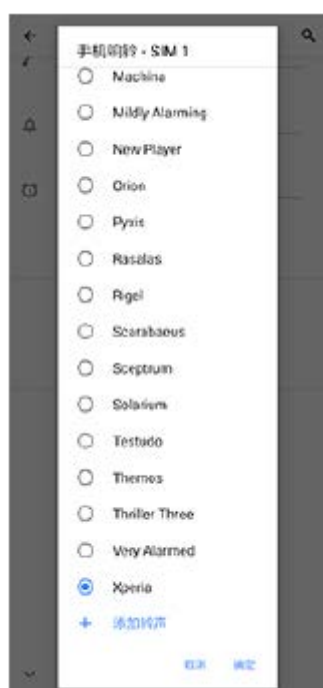 手机铃声 - SIM 1
Machina
Mildly Alarming
New Player
Orion
Pyxis
Rasalas
Rigel
Scarabaeus
Sceptrum
Solarium
Testudo
Themos
Thriller Three
Very Alarmed
Xperia
添加铃声
取消 确定